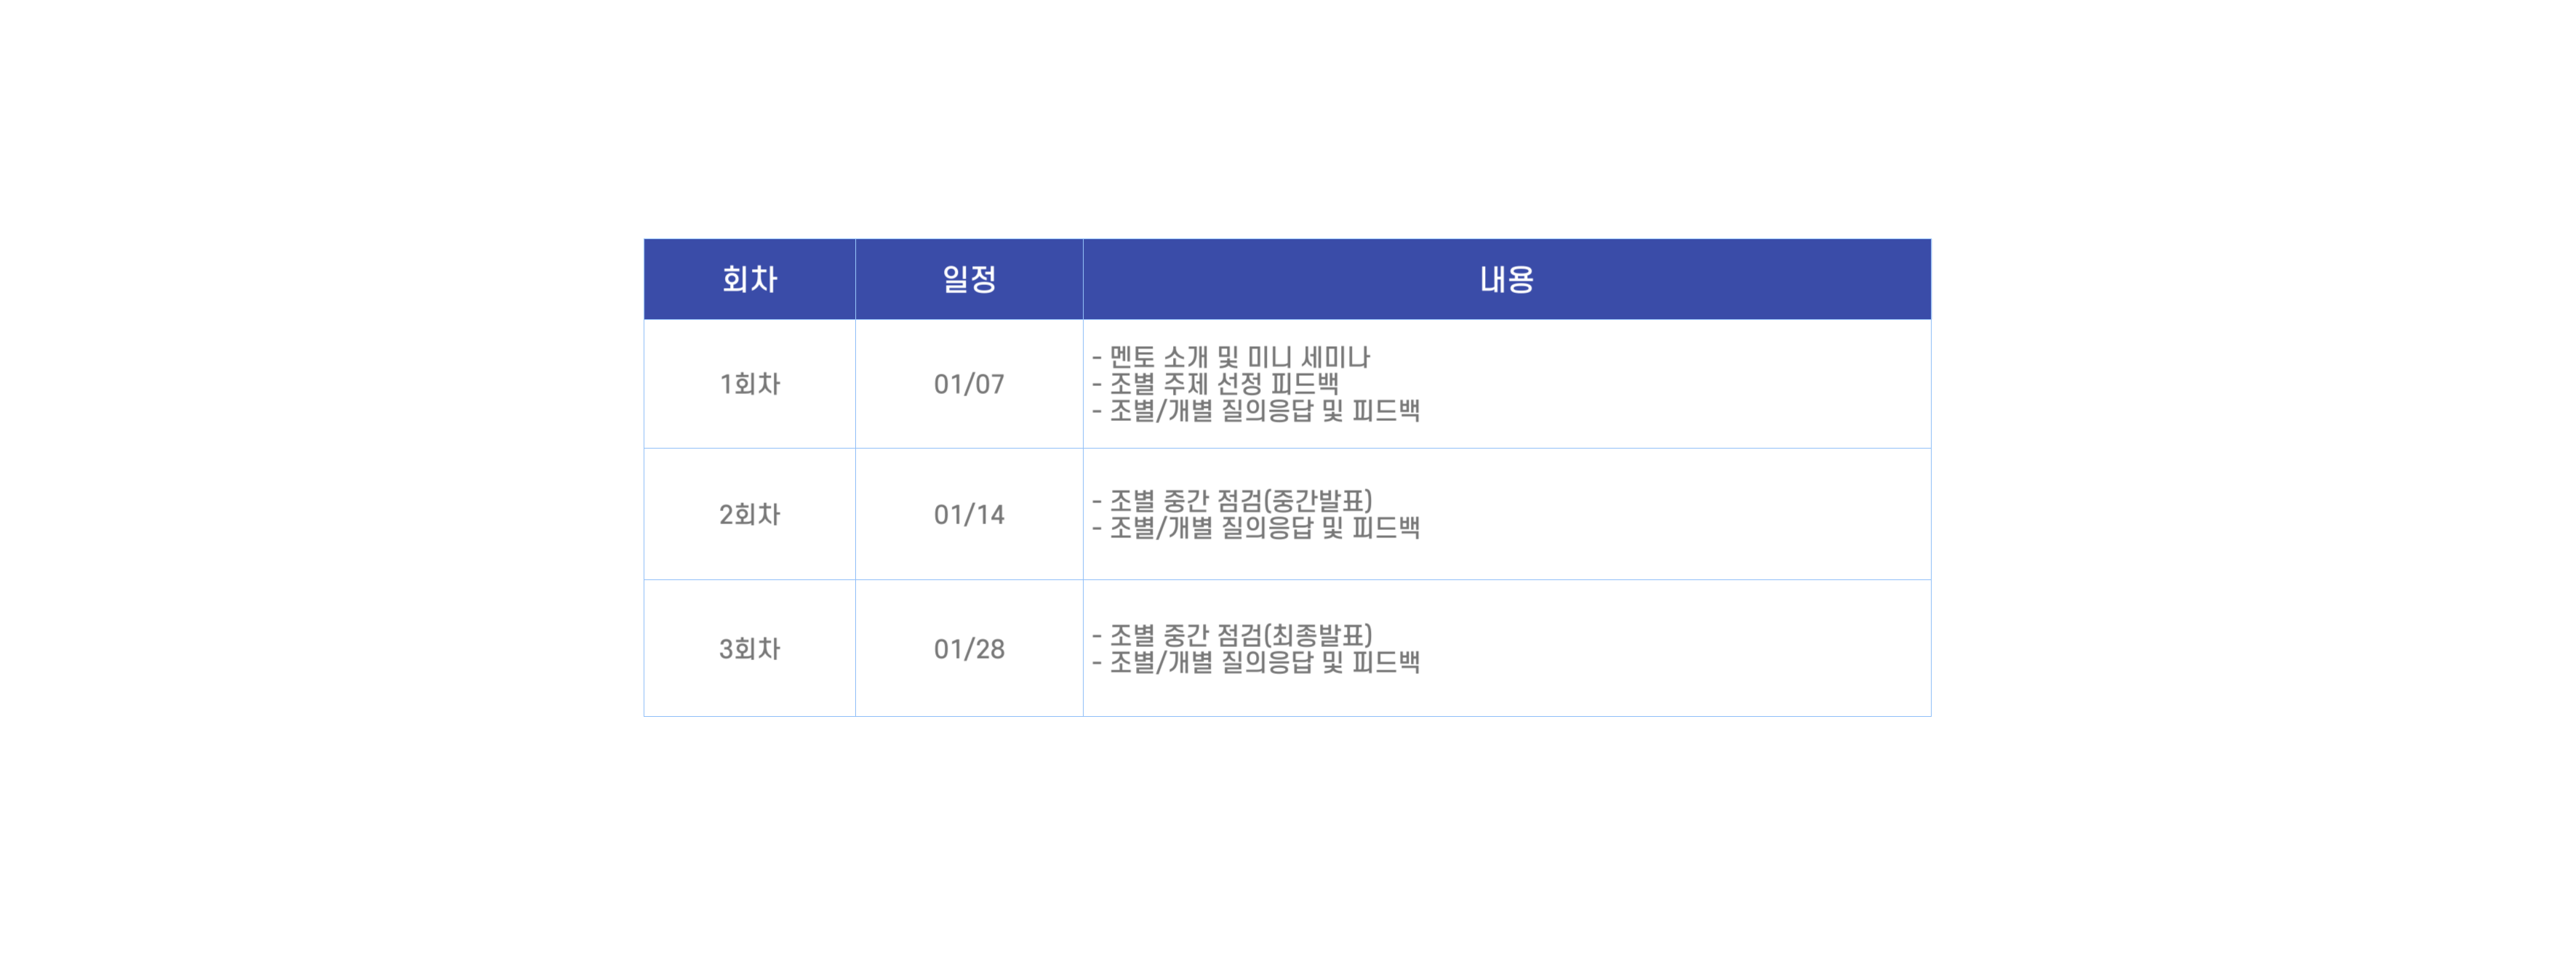 회차 일정 내용
1회차 01/07
- 멘토 소개 및 미니 세미나
- 조별 주제 선정 피드백
- 조별/개별 질의응답 및 피드백
2회차 01/14
- 조별 중간 점검(중간발표)
- 조별/개별 질의응답 및 피드백
3회차 01/28
- 조별 중간 점검(최종발표)
- 조별/개별 질의응답 및 피드백